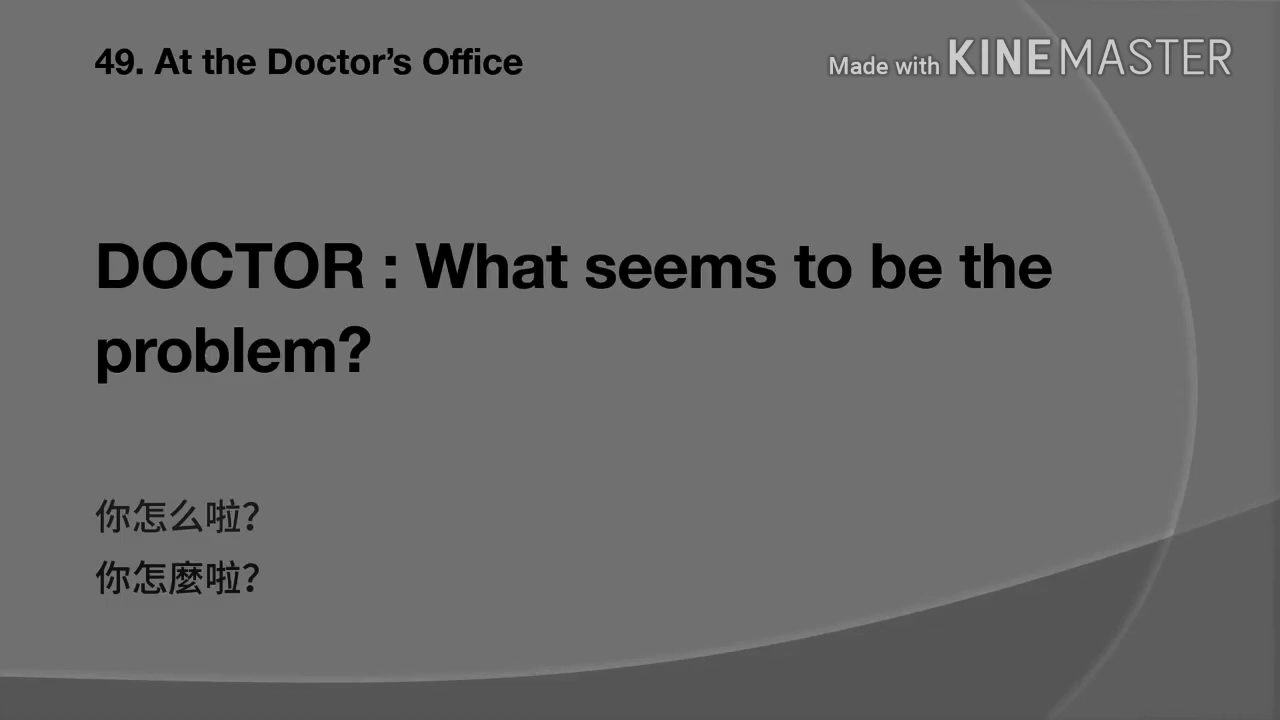 49. At the Doctor’s Office
Made with KINEMASTER
DOCTOR : What seems to be the
problem?
你怎么啦？
你怎麼啦？